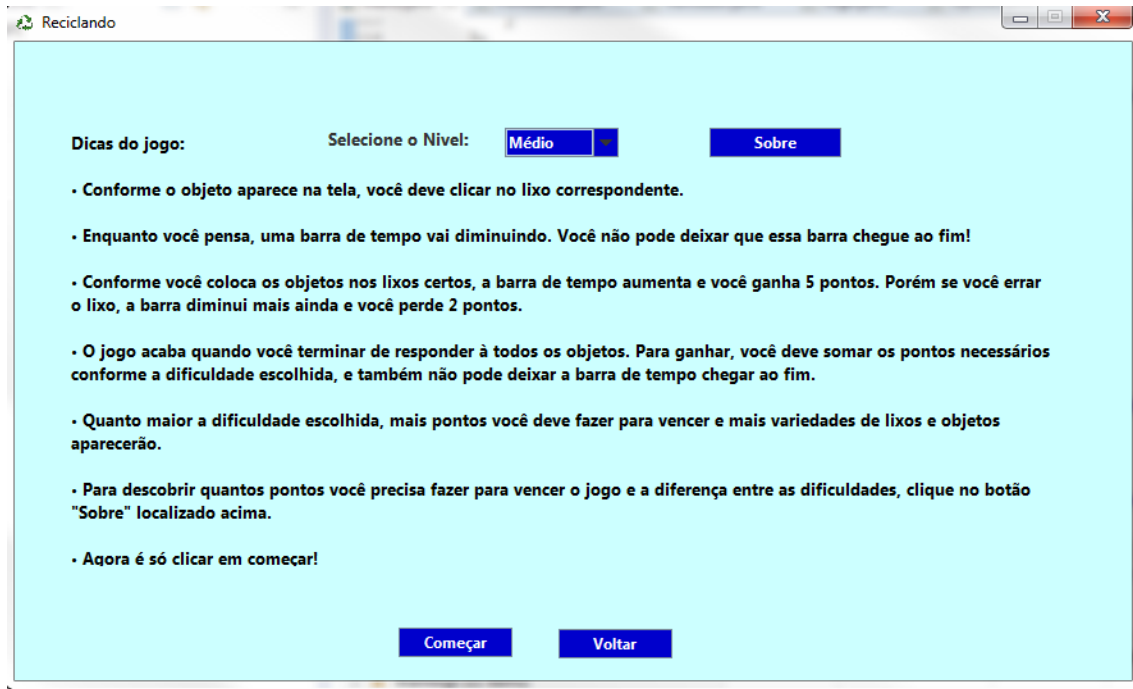 Reciclando
Dicas do jogo:
Selecione o Nivel:
Médio
Sobre
• Conforme o objeto aparece na tela, você deve clicar no lixo correspondente.
• Enquanto você pensa, uma barra de tempo vai diminuindo. Você não pode deixar que essa barra chegue ao fim!
• Conforme você coloca os objetos nos lixos certos, a barra de tempo aumenta e você ganha 5 pontos. Porém se você errar
o lixo, a barra diminui mais ainda e você perde 2 pontos.
• O jogo acaba quando você terminar de responder à todos os objetos. Para ganhar, você deve somar os pontos necessários
conforme a dificuldade escolhida, e também não pode deixar a barra de tempo chegar ao fim.
• Quanto maior a dificuldade escolhida, mais pontos você deve fazer para vencer e mais variedades de lixos e objetos
aparecerão.
• Para descobrir quantos pontos você precisa fazer para vencer o jogo e a diferença entre as dificuldades, clique no botão
"Sobre" localizado acima.
• Agora é só clicar em começar!
Começar
Voltar